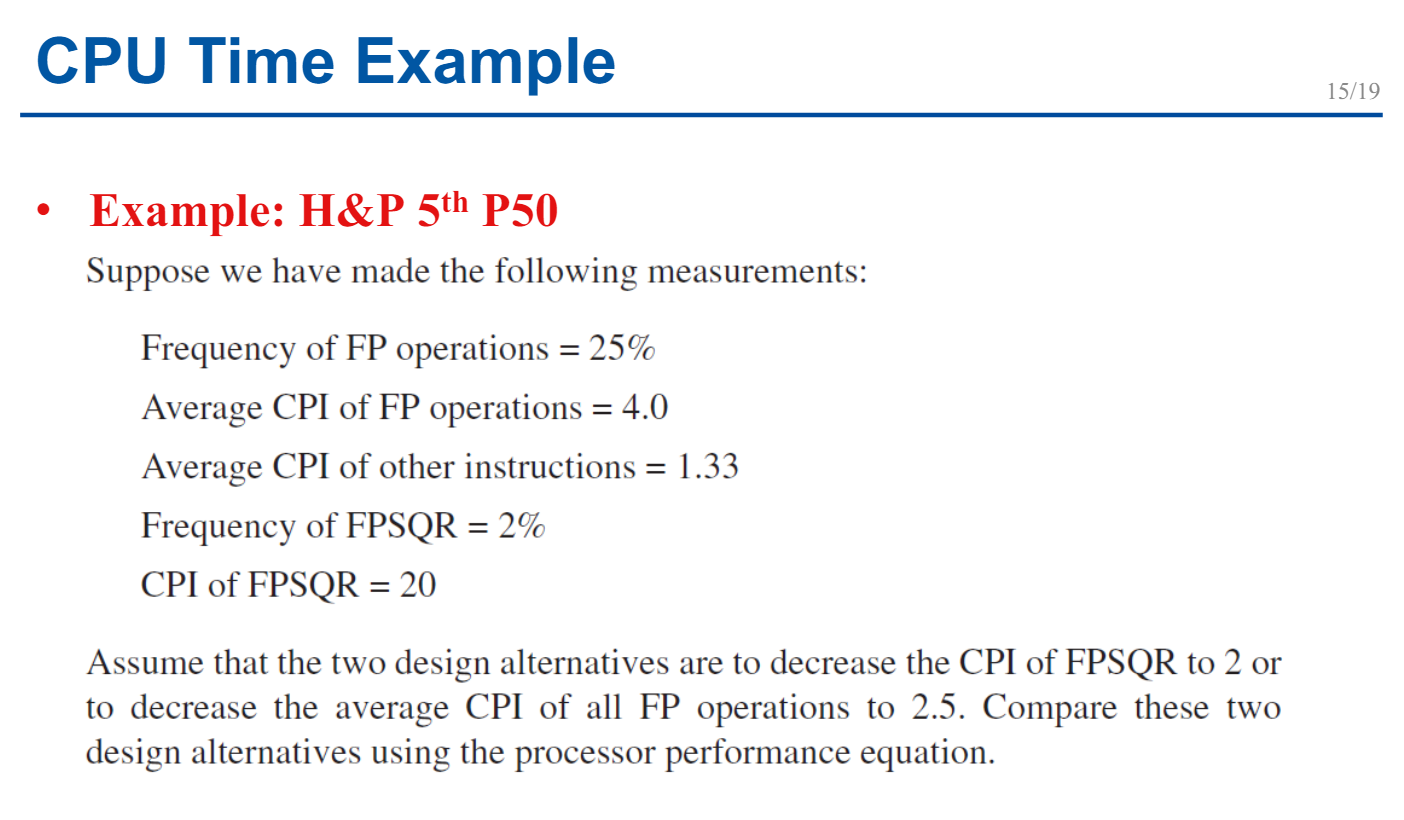 CPU Time Example
15/19
• Example: H&P 5th P50
Suppose we have made the following measurements:
Frequency of FP operations = 25%
Average CPI of FP operations = 4.0
Average CPI of other instructions = 1.33
Frequency of FPSQR = 2%
CPI of FPSQR = 20
Assume that the two design alternatives are to decrease the CPI of FPSQR to 2 or
to decrease the average CPI of all FP operations to 2.5. Compare these two
design alternatives using the processor performance equation.